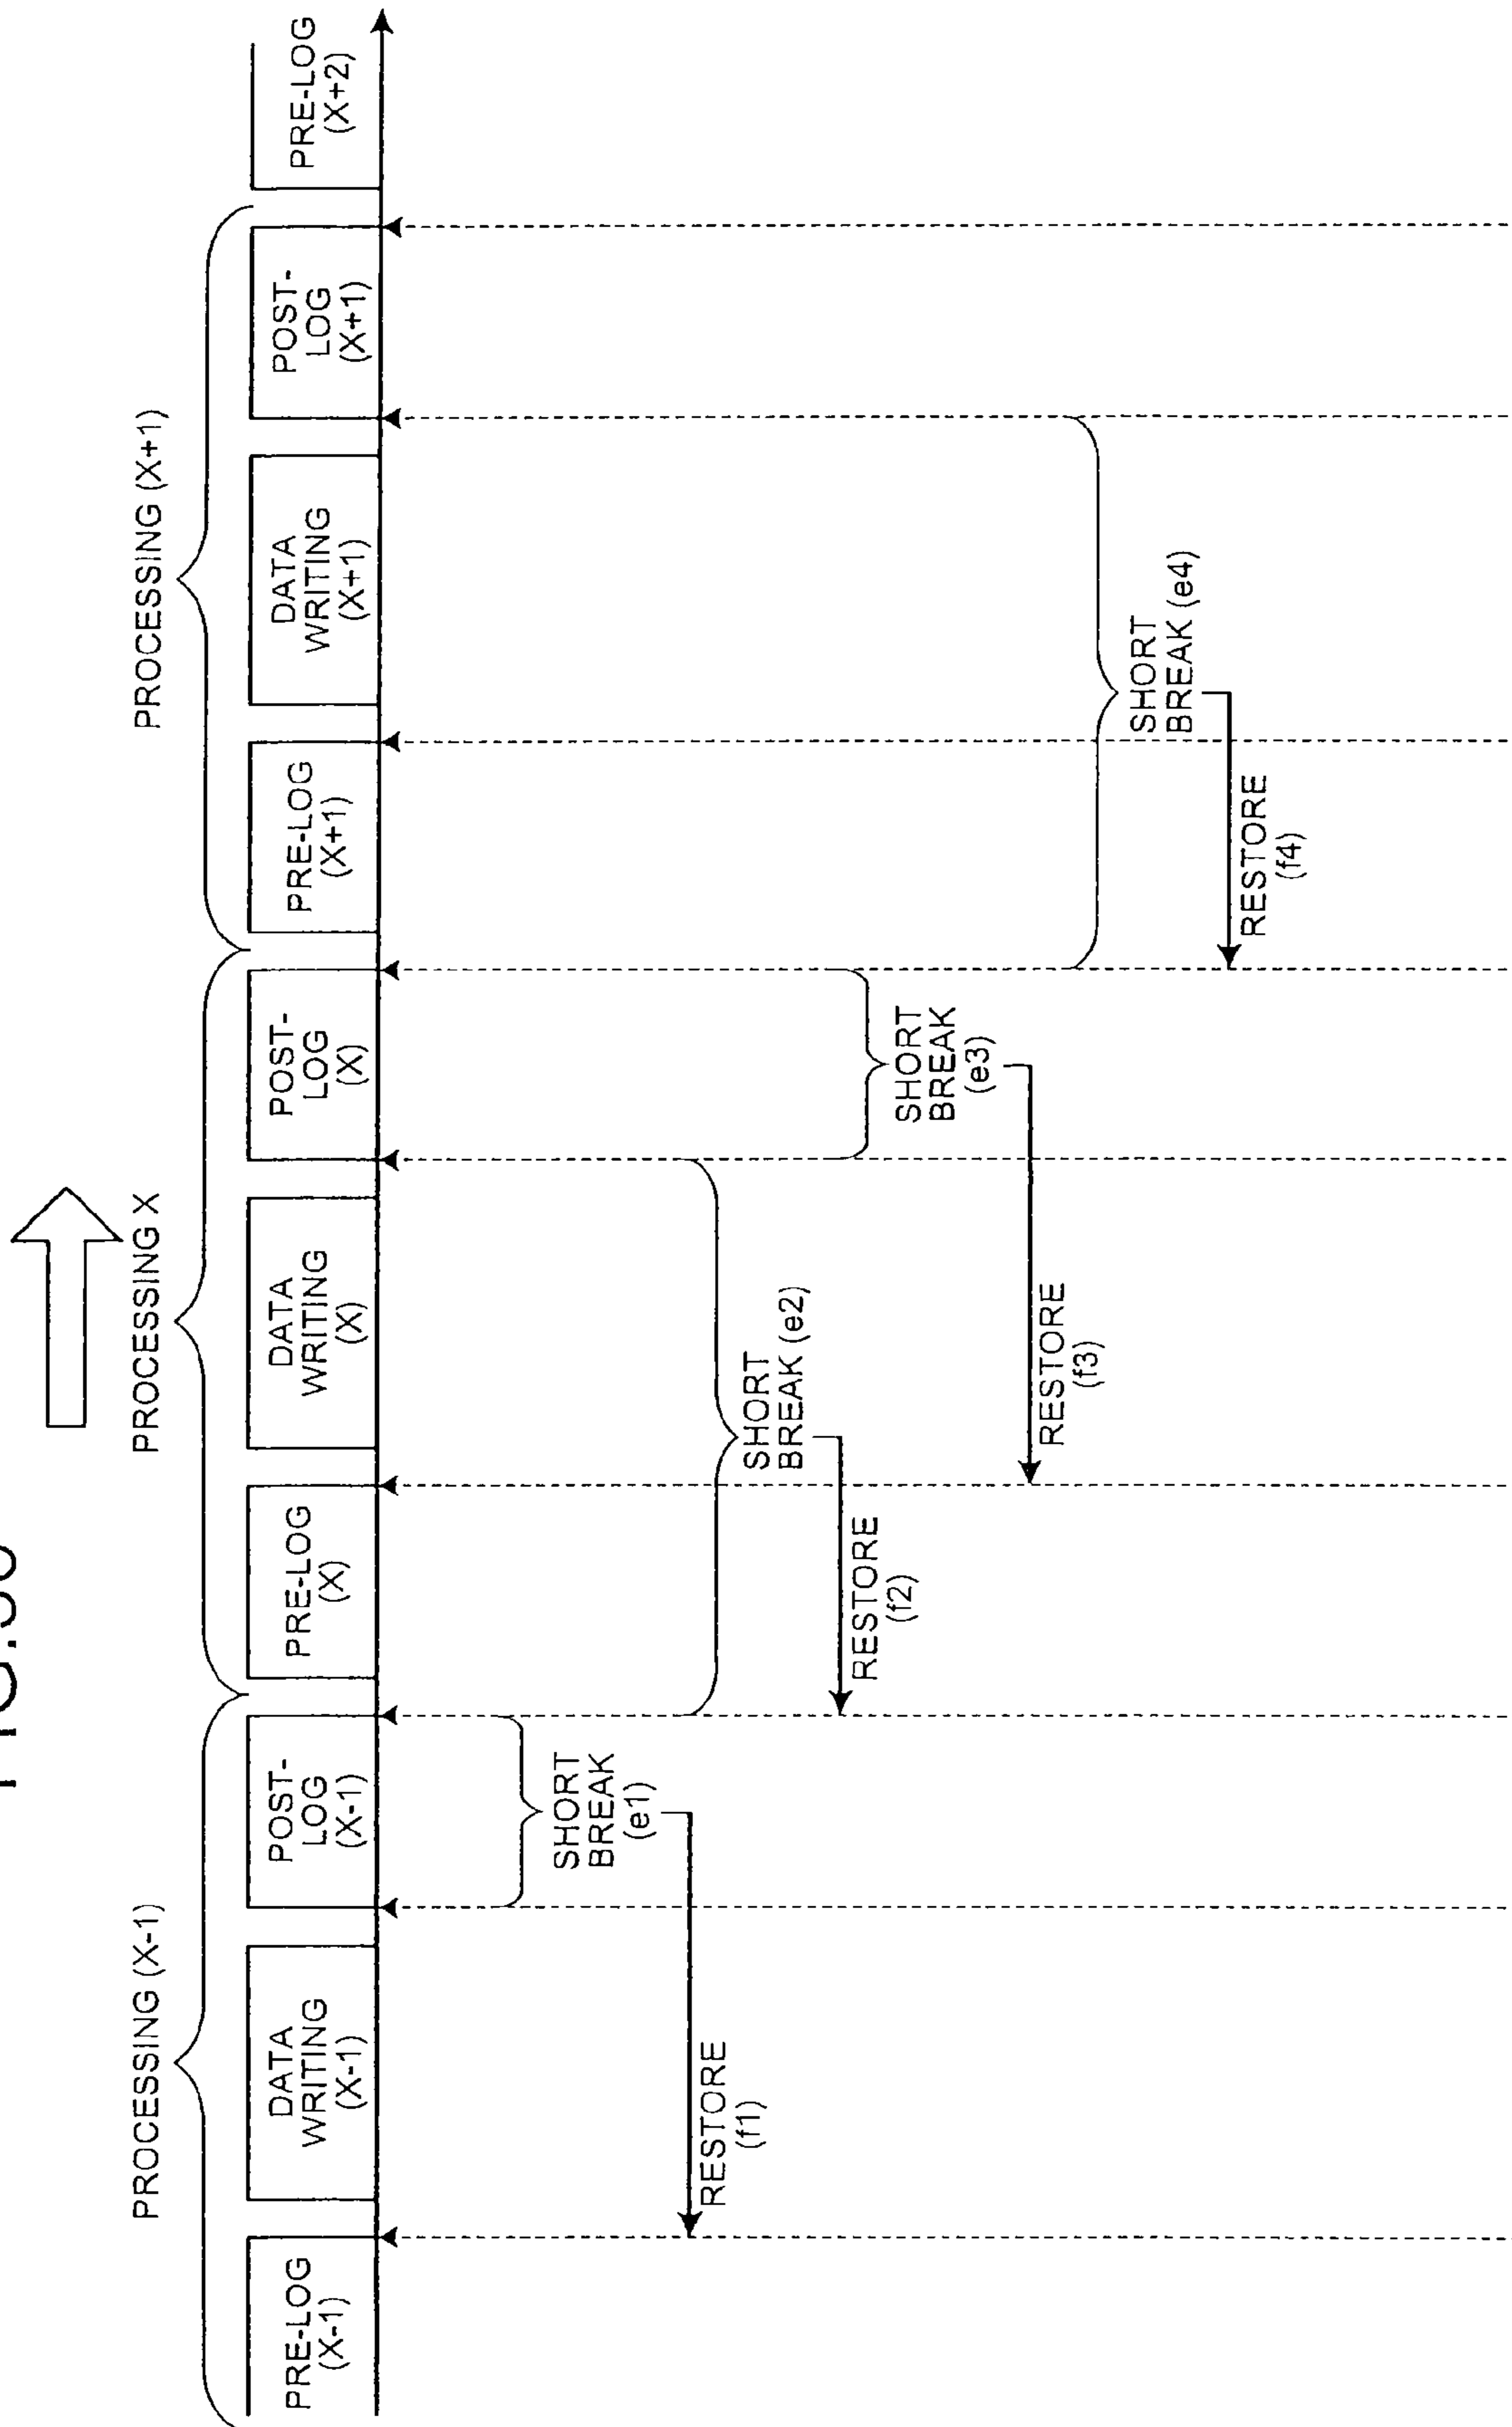 PROCESSING (X-1)
PROCESSING X
PROCESSING (X+1)
PRE-LOG
(X-1)
DATA
WRITING
(X-1)
POST-
LOG
(X-1)
PRE-LOG
(X)
DATA
WRITING
(X)
POST-
LOG
(X)
PRE-LOG
(X+1)
DATA
WRITING
(X+1)
POST-
LOG
(X+1)
PRE-LOG
(X+2)
SHORT
BREAK
(e1)
RESTORE
(f1)
SHORT
BREAK (e2)
RESTORE
(f2)
SHORT
BREAK
(e3)
RESTORE
(f3)
SHORT
BREAK (e4)
RESTORE
(f4)